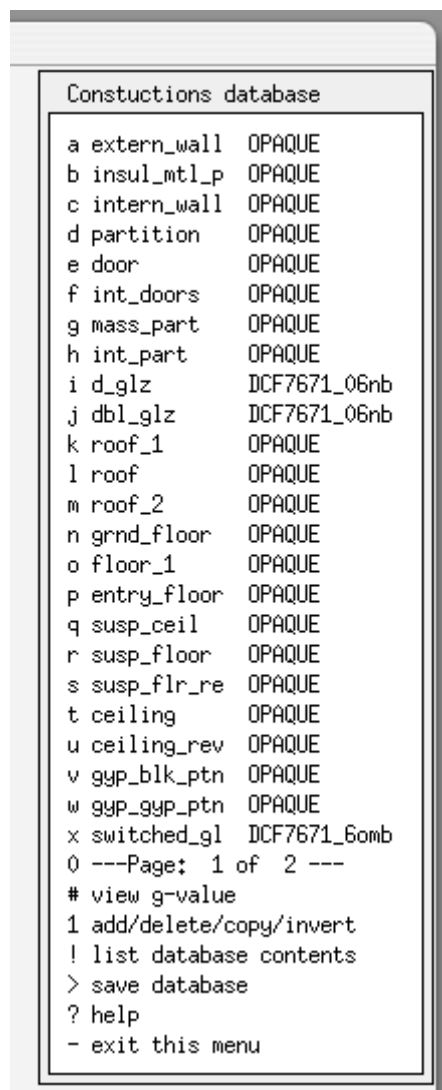 Constuctions database
a extern_wall OPAQUE
b insul_mtl_p OPAQUE
c intern_wall OPAQUE
d partition OPAQUE
e door OPAQUE
f int_doors OPAQUE
g mass_part OPAQUE
h int_part OPAQUE
i d_glz DCF7671_06nb
j dbl_glz DCF7671_06nb
k roof_1 OPAQUE
l roof OPAQUE
m roof_2 OPAQUE
n grnd_floor OPAQUE
o floor_1 OPAQUE
p entry_floor OPAQUE
q susp_ceil OPAQUE
r susp_floor OPAQUE
s susp_flr_re OPAQUE
t ceiling OPAQUE
u ceiling_rev OPAQUE
v gyp_blk_ptn OPAQUE
w gyp_gyp_ptn OPAQUE
x switched_gl DCF7671_6omb
0 ---Page: 1 of 2 ---
# view g-value
1 add/delete/copy/invert
! list database contents
> save database
? help
- exit this menu